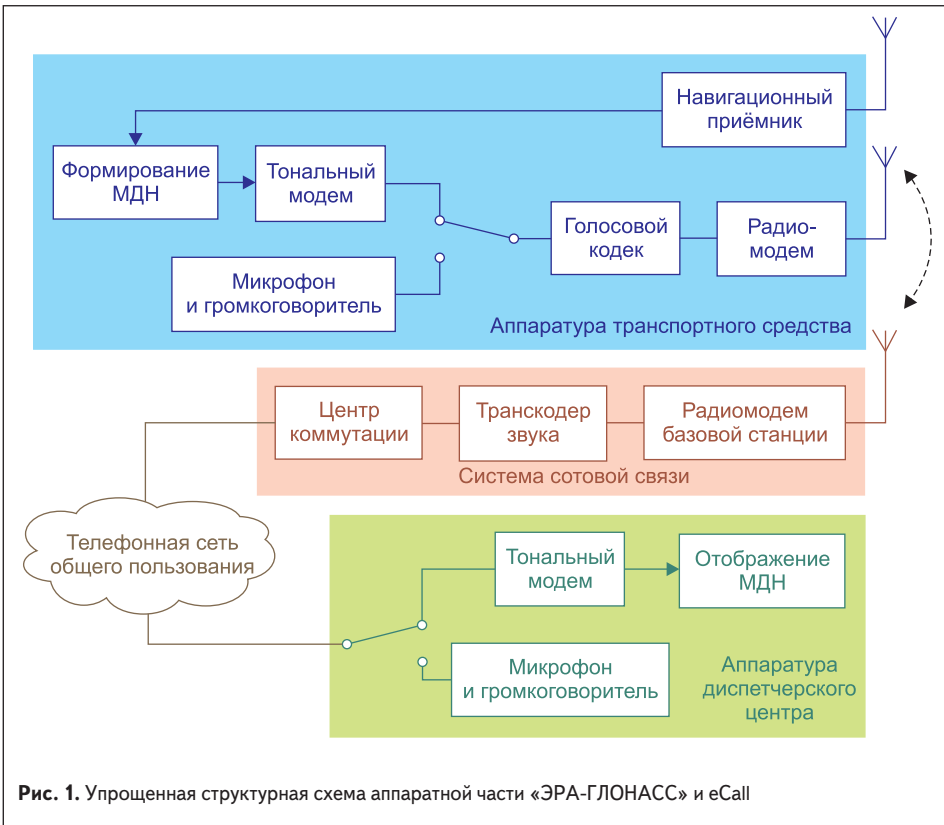 Навигационный
приёмник
Формирование
МДН
Тональный
модем
Голосовой
кодек
Радио-
модем
Микрофон
и громкоговоритель
Аппаратура транспортного средства
Центр
коммутации
Транскодер
звука
Радиомодем
базовой станции
Система сотовой связи
Телефонная сеть
общего пользования
Тональный
модем
Отображение
МДН
Микрофон
и громкоговоритель
Аппаратура
диспетчерского
центра
Рис. 1. Упрощенная структурная схема аппаратной части «ЭРА-ГЛОНАСС» и eCall